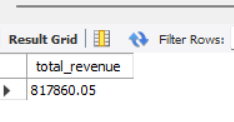 Result Grid Filter Rows:
total_revenue
817860.05